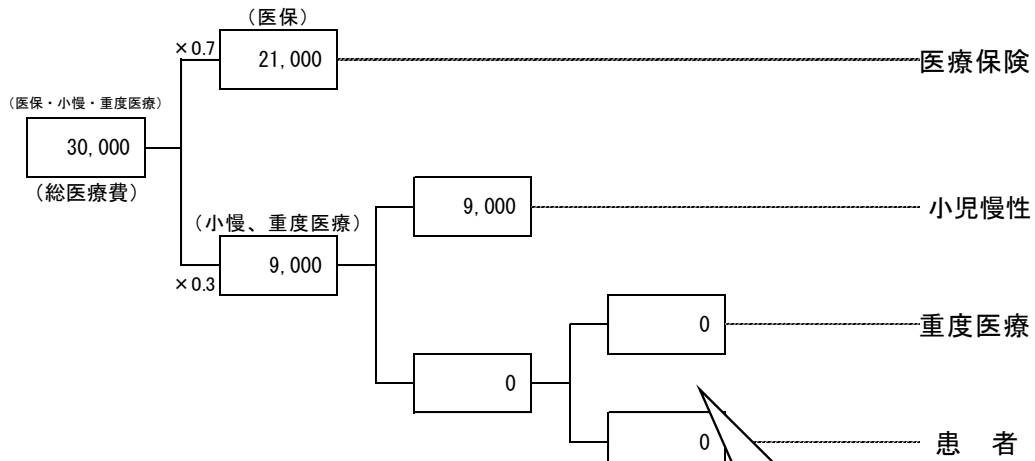 （医保）
×0.7
21,000
医療保険
（医保・小慢・重度医療）
30,000
（総医療費）
9,000
小児慢性
（小慢、重度医療）
9,000
×0.3
0
重度医療
0
0
患　者